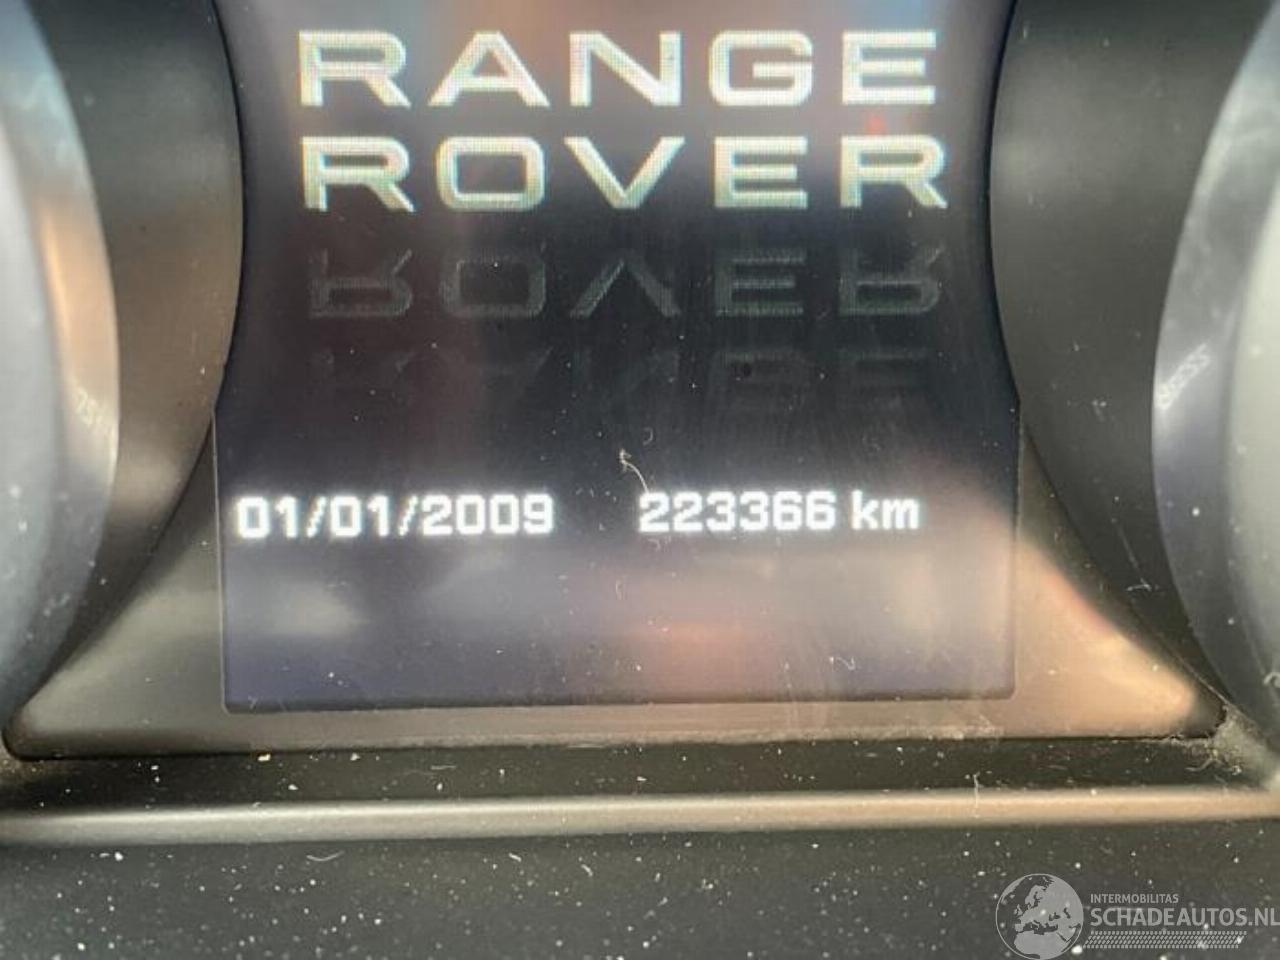 RANGE
ROVER
01/01/2009 223366 km
INTERMOBILITAS
SCHADEAUTOS.NL